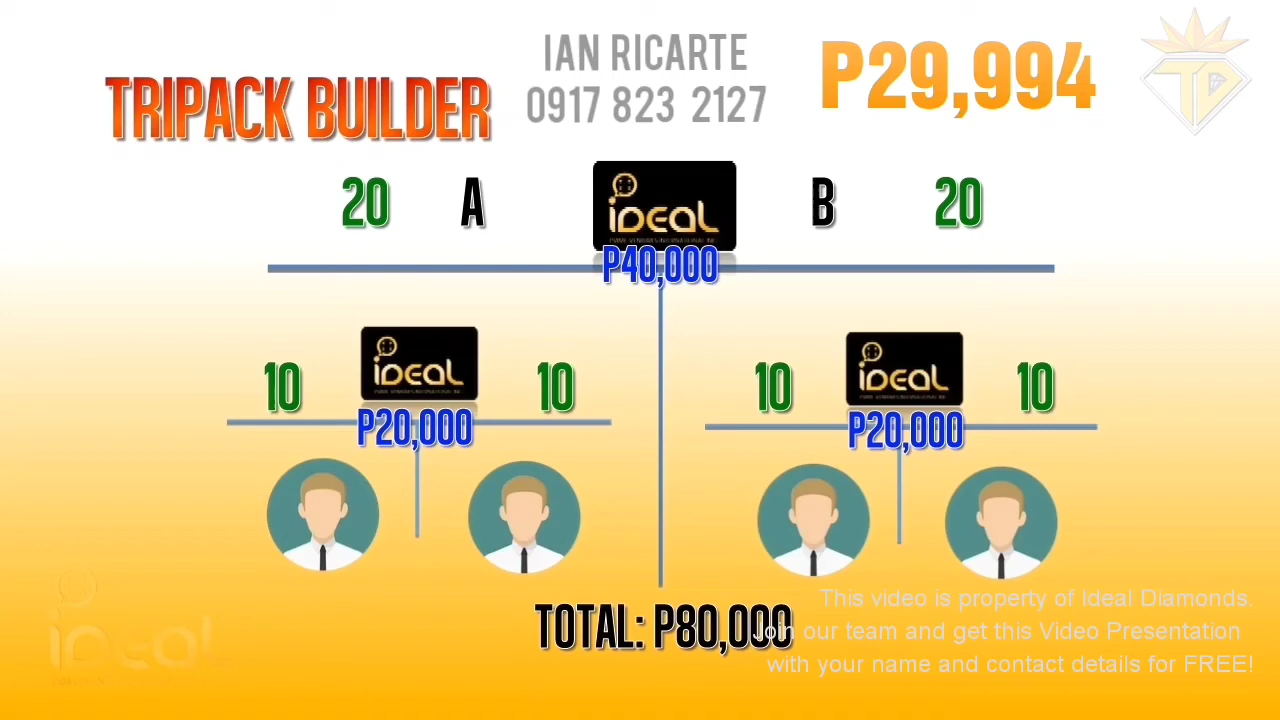 TRIPACK BUILDER
IAN RICARTE
0917 823 2127
P29,994
TD
20 A
iDeaL
B 20
P40,000
10
iDeaL
10
P20,000
10
iDeaL
10
P20,000
TOTAL: P80,000
This video is property of Ideal Diamonds.
Join our team and get this Video Presentation
with your name and contact details for FREE!
iDeaL